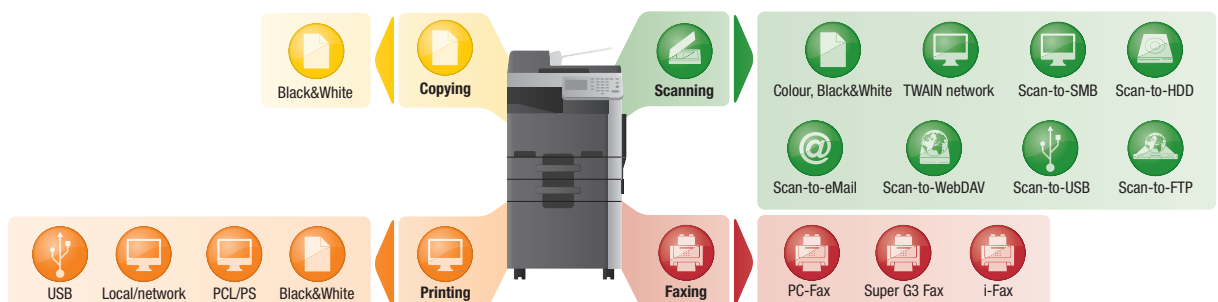 Black&White
Copying
Scanning
Colour, Black&White
TWAIN network
Scan-to-SMB
Scan-to-HDD
@
Scan-to-eMail
Scan-to-WebDAV
Scan-to-USB
Scan-to-FTP
USB
Local/network
PCL/PS
Black&White
Printing
Faxing
PC-Fax
Super G3 Fax
i-Fax